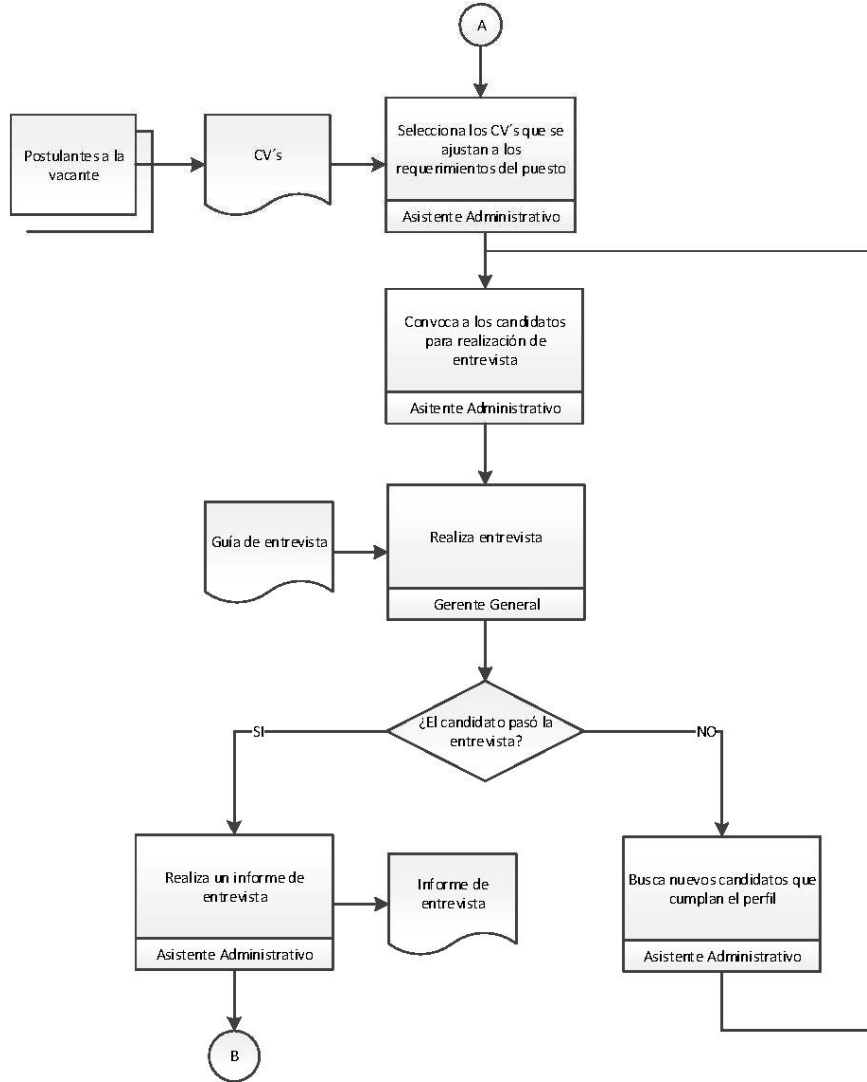 A
Postulantes a la
vacante
CV´s
Selecciona los CV´s que se
ajustan a los
requerimientos del puesto
Asistente Administrativo
Convoca a los candidatos
para realización de
entrevista
Asitente Administrativo
Guía de entrevista
Realiza entrevista
Gerente General
¿El candidato pasó la
entrevista?
SI
NO
Realiza un informe de
entrevista
Asistente Administrativo
Informe de
entrevista
Busca nuevos candidatos que
cumplan el perfil
Asistente Administrativo
B